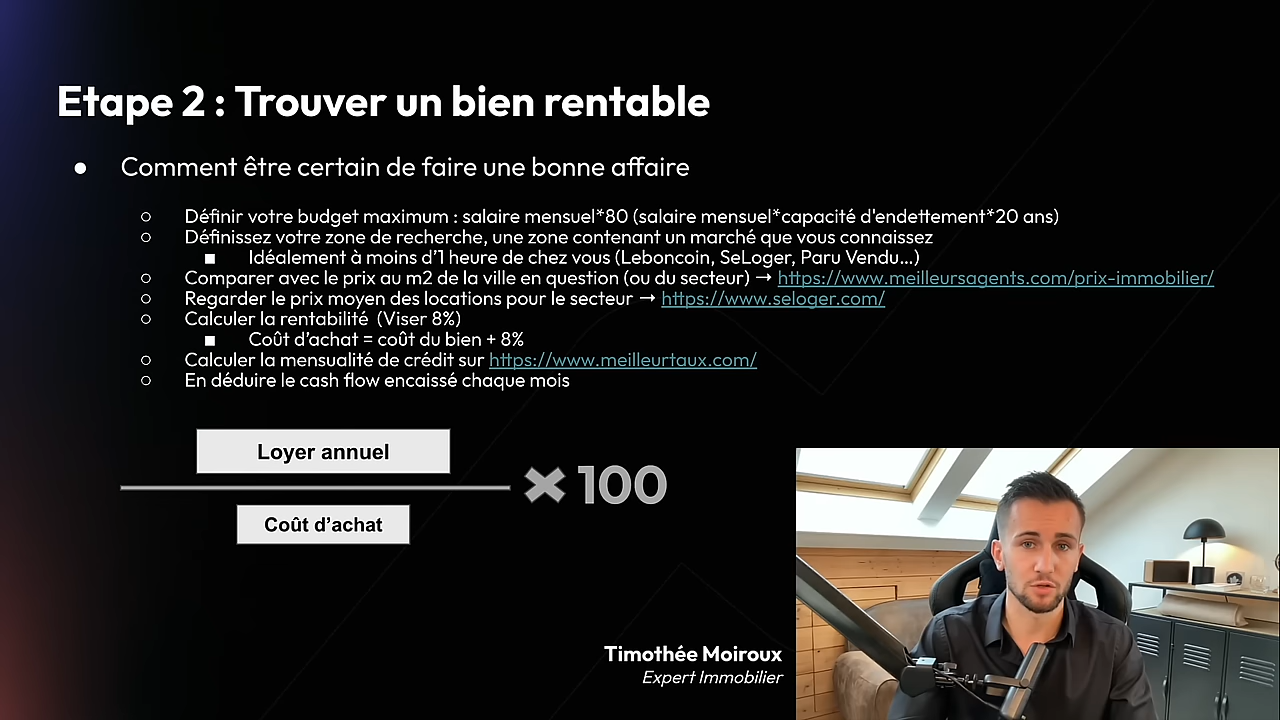 Etape 2 : Trouver un bien rentable
● Comment être certain de faire une bonne affaire
○ Définir votre budget maximum : salaire mensuel*80 (salaire mensuel*capacité d'endettement*20 ans)
○ Définissez votre zone de recherche, une zone contenant un marché que vous connaissez
■ Idéalement à moins d'1 heure de chez vous (Leboncoin, SeLoger, Paru Vendu...)
○ Comparer avec le prix au m2 de la ville en question (ou du secteur) → https://www.meilleursagents.com/prix-immobilier/
○ Regarder le prix moyen des locations pour le secteur → https://www.seloger.com/
○ Calculer la rentabilité (Viser 8%)
■ Coût d'achat = coût du bien + 8%
○ Calculer la mensualité de crédit sur https://www.meilleurtaux.com/
○ En déduire le cash flow encaissé chaque mois
Loyer annuel
× 100
Coût d'achat
Timothée Moiroux
Expert Immobilier